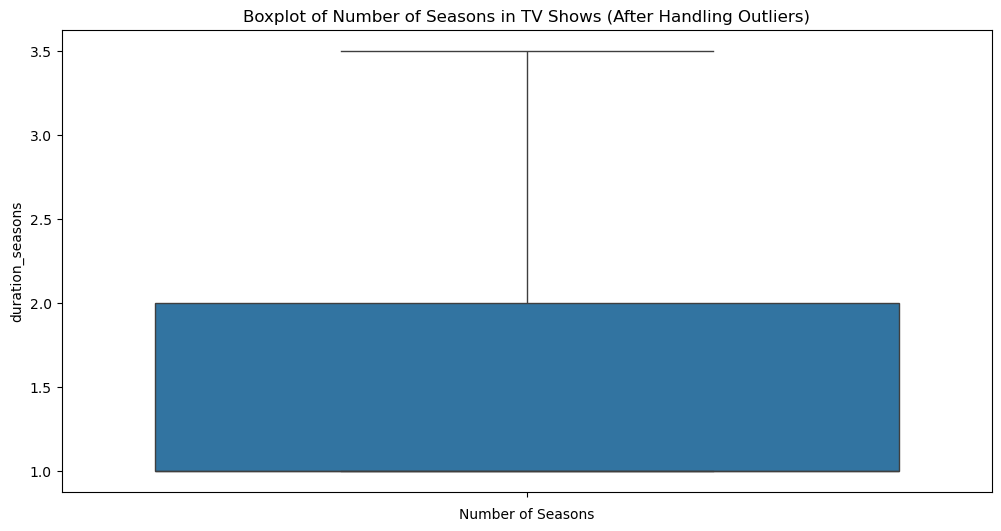 Boxplot of Number of Seasons in TV Shows (After Handling Outliers)
3.5
3.0
2.5
2.0
1.5
1.0
duration_seasons
Number of Seasons